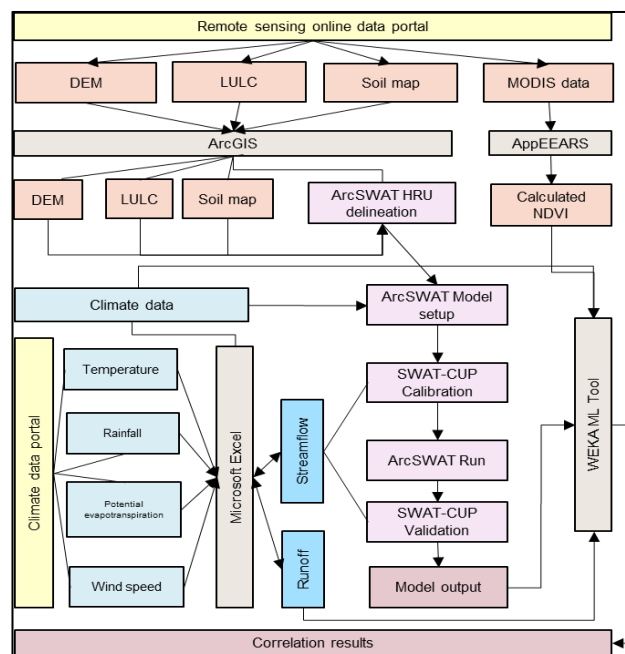 Remote sensing online data portal
DEM
LULC
Soil map
MODIS data
ArcGIS
AppEEARS
DEM
LULC
Soil map
ArcSWAT HRU
delineation
Calculated
NDVI
Climate data
ArcSWAT Model
setup
Climate data portal
Temperature
Rainfall
Potential
evapotranspiration
Wind speed
Microsoft Excel
Streamflow
Runoff
SWAT-CUP
Calibration
ArcSWAT Run
SWAT-CUP
Validation
Model output
WEKA ML Tool
Correlation results